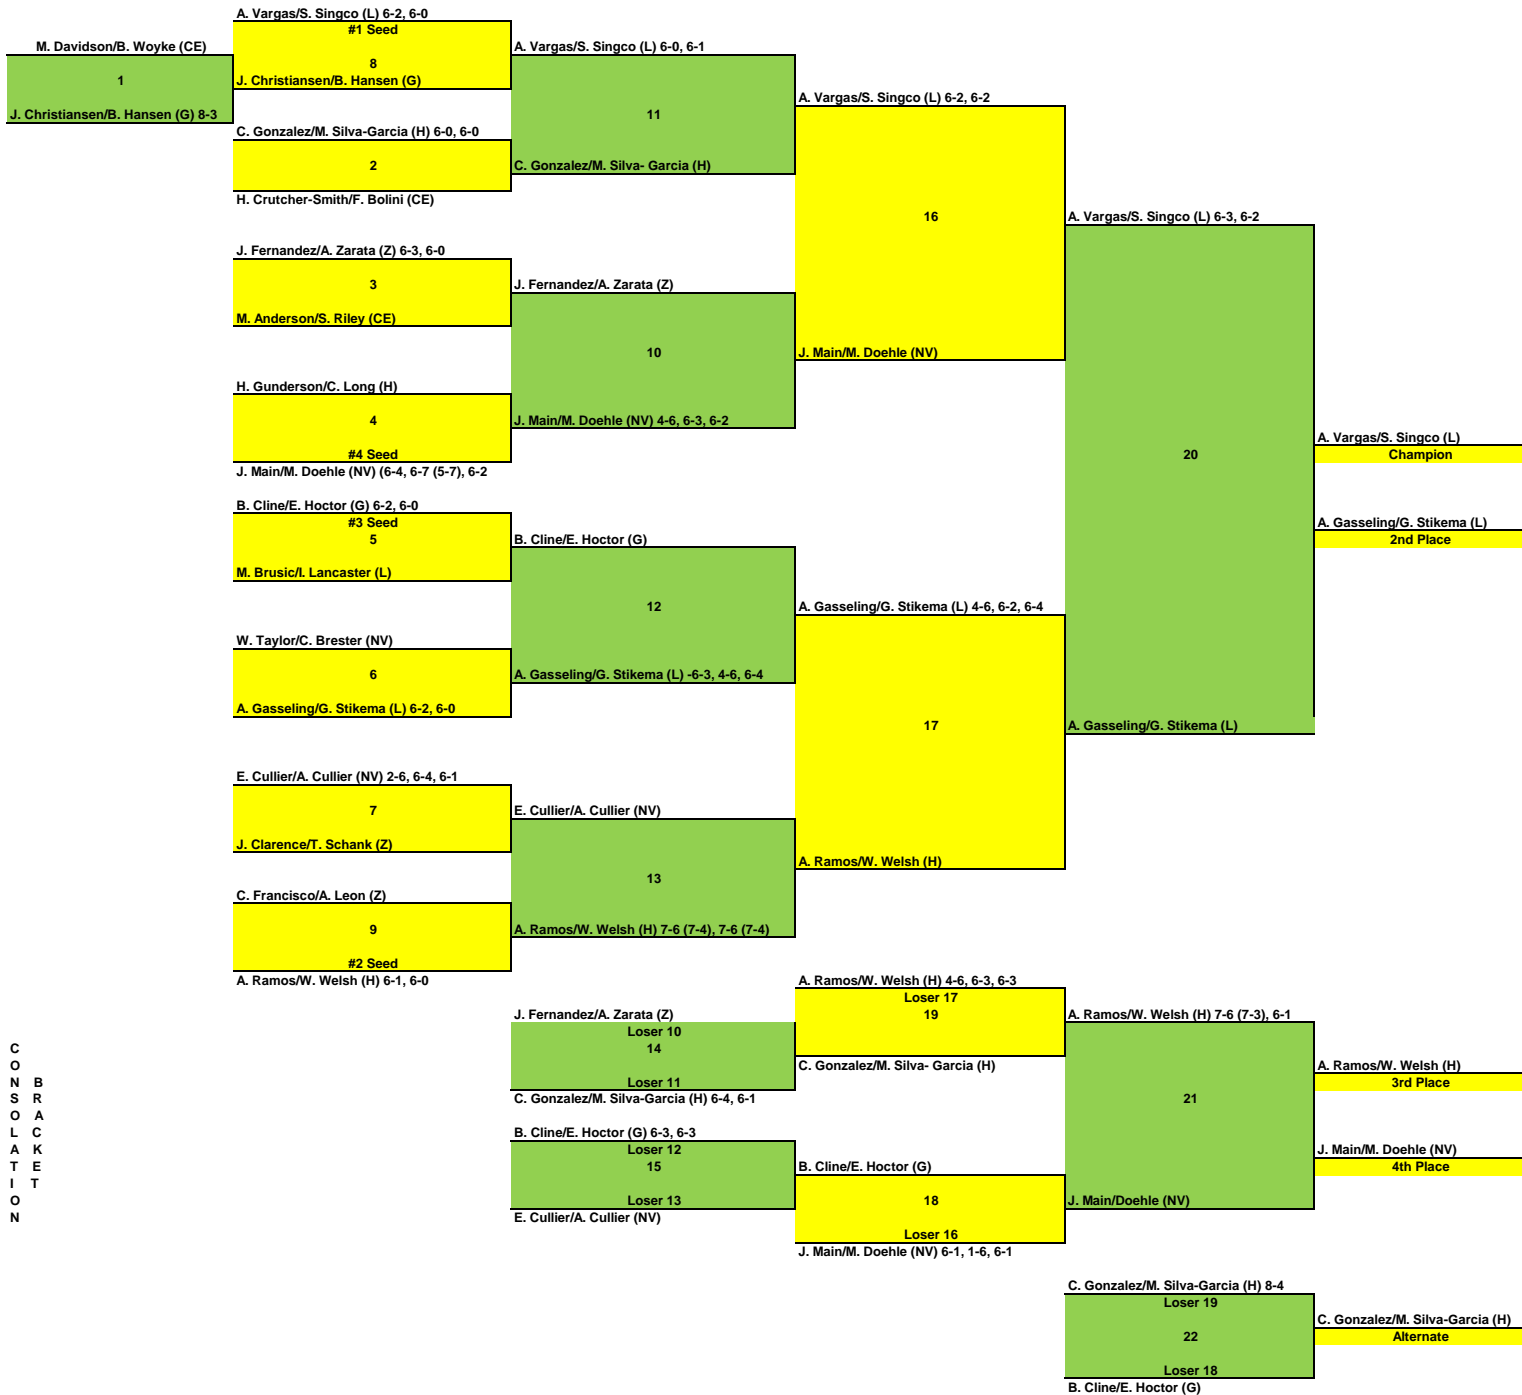 A. Vargas/S. Singco (L) 6-2, 6-0
#1 Seed
M. Davidson/B. Woyke (CE)
1
8
J. Christiansen/B. Hansen (G)
J. Christiansen/B. Hansen (G) 8-3
A. Vargas/S. Singco (L) 6-0, 6-1
11
C. Gonzalez/M. Silva-Garcia (H) 6-0, 6-0
2
C. Gonzalez/M. Silva- Garcia (H)
H. Crutcher-Smith/F. Bolini (CE)
A. Vargas/S. Singco (L) 6-2, 6-2
16
A. Vargas/S. Singco (L) 6-3, 6-2
J. Fernandez/A. Zarata (Z) 6-3, 6-0
3
J. Fernandez/A. Zarata (Z)
M. Anderson/S. Riley (CE)
10
J. Main/M. Doehle (NV)
H. Gunderson/C. Long (H)
4
J. Main/M. Doehle (NV) 4-6, 6-3, 6-2
#4 Seed
J. Main/M. Doehle (NV) (6-4, 6-7 (5-7), 6-2
20
A. Vargas/S. Singco (L)
Champion
B. Cline/E. Hoctor (G) 6-2, 6-0
#3 Seed
5
B. Cline/E. Hoctor (G)
A. Gasseling/G. Stikema (L)
2nd Place
M. Brusic/I. Lancaster (L)
12
A. Gasseling/G. Stikema (L) 4-6, 6-2, 6-4
W. Taylor/C. Brester (NV)
6
A. Gasseling/G. Stikema (L) -6-3, 4-6, 6-4
A. Gasseling/G. Stikema (L) 6-2, 6-0
17
A. Gasseling/G. Stikema (L)
E. Cullier/A. Cullier (NV) 2-6, 6-4, 6-1
7
E. Cullier/A. Cullier (NV)
J. Clarence/T. Schank (Z)
A. Ramos/W. Welsh (H)
13
C. Francisco/A. Leon (Z)
9
A. Ramos/W. Welsh (H) 7-6 (7-4), 7-6 (7-4)
#2 Seed
A. Ramos/W. Welsh (H) 6-1, 6-0
A. Ramos/W. Welsh (H) 4-6, 6-3, 6-3
Loser 17
19
J. Fernandez/A. Zarata (Z)
Loser 10
14
A. Ramos/W. Welsh (H) 7-6 (7-3), 6-1
C. Gonzalez/M. Silva- Garcia (H)
Loser 11
C. Gonzalez/M. Silva-Garcia (H) 6-4, 6-1
CONSOLATION
BRACKET
21
A. Ramos/W. Welsh (H)
3rd Place
B. Cline/E. Hoctor (G) 6-3, 6-3
Loser 12
15
B. Cline/E. Hoctor (G)
J. Main/M. Doehle (NV)
4th Place
Loser 13
18
J. Main/Doehle (NV)
E. Cullier/A. Cullier (NV)
Loser 16
J. Main/M. Doehle (NV) 6-1, 1-6, 6-1
C. Gonzalez/M. Silva-Garcia (H) 8-4
Loser 19
22
C. Gonzalez/M. Silva-Garcia (H)
Alternate
Loser 18
B. Cline/E. Hoctor (G)